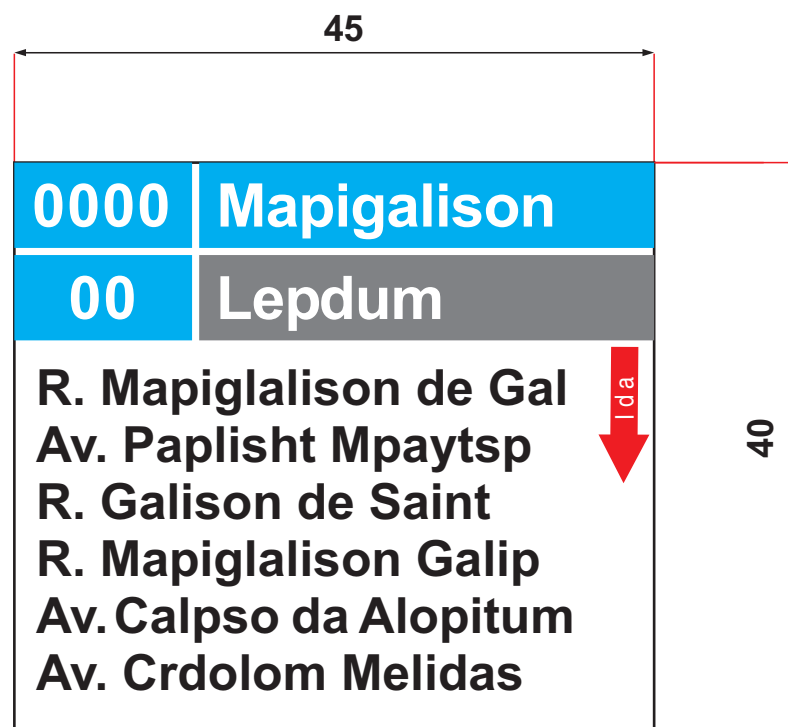 45
0000 Mapigalison
00 Lepdum
Ida
R. Mapiglalison de Gal
Av. Paplisht Mpaytsp
R. Galison de Saint
R. Mapiglalison Galip
Av. Calpso da Alopitum
Av. Crdolom Melidas
40